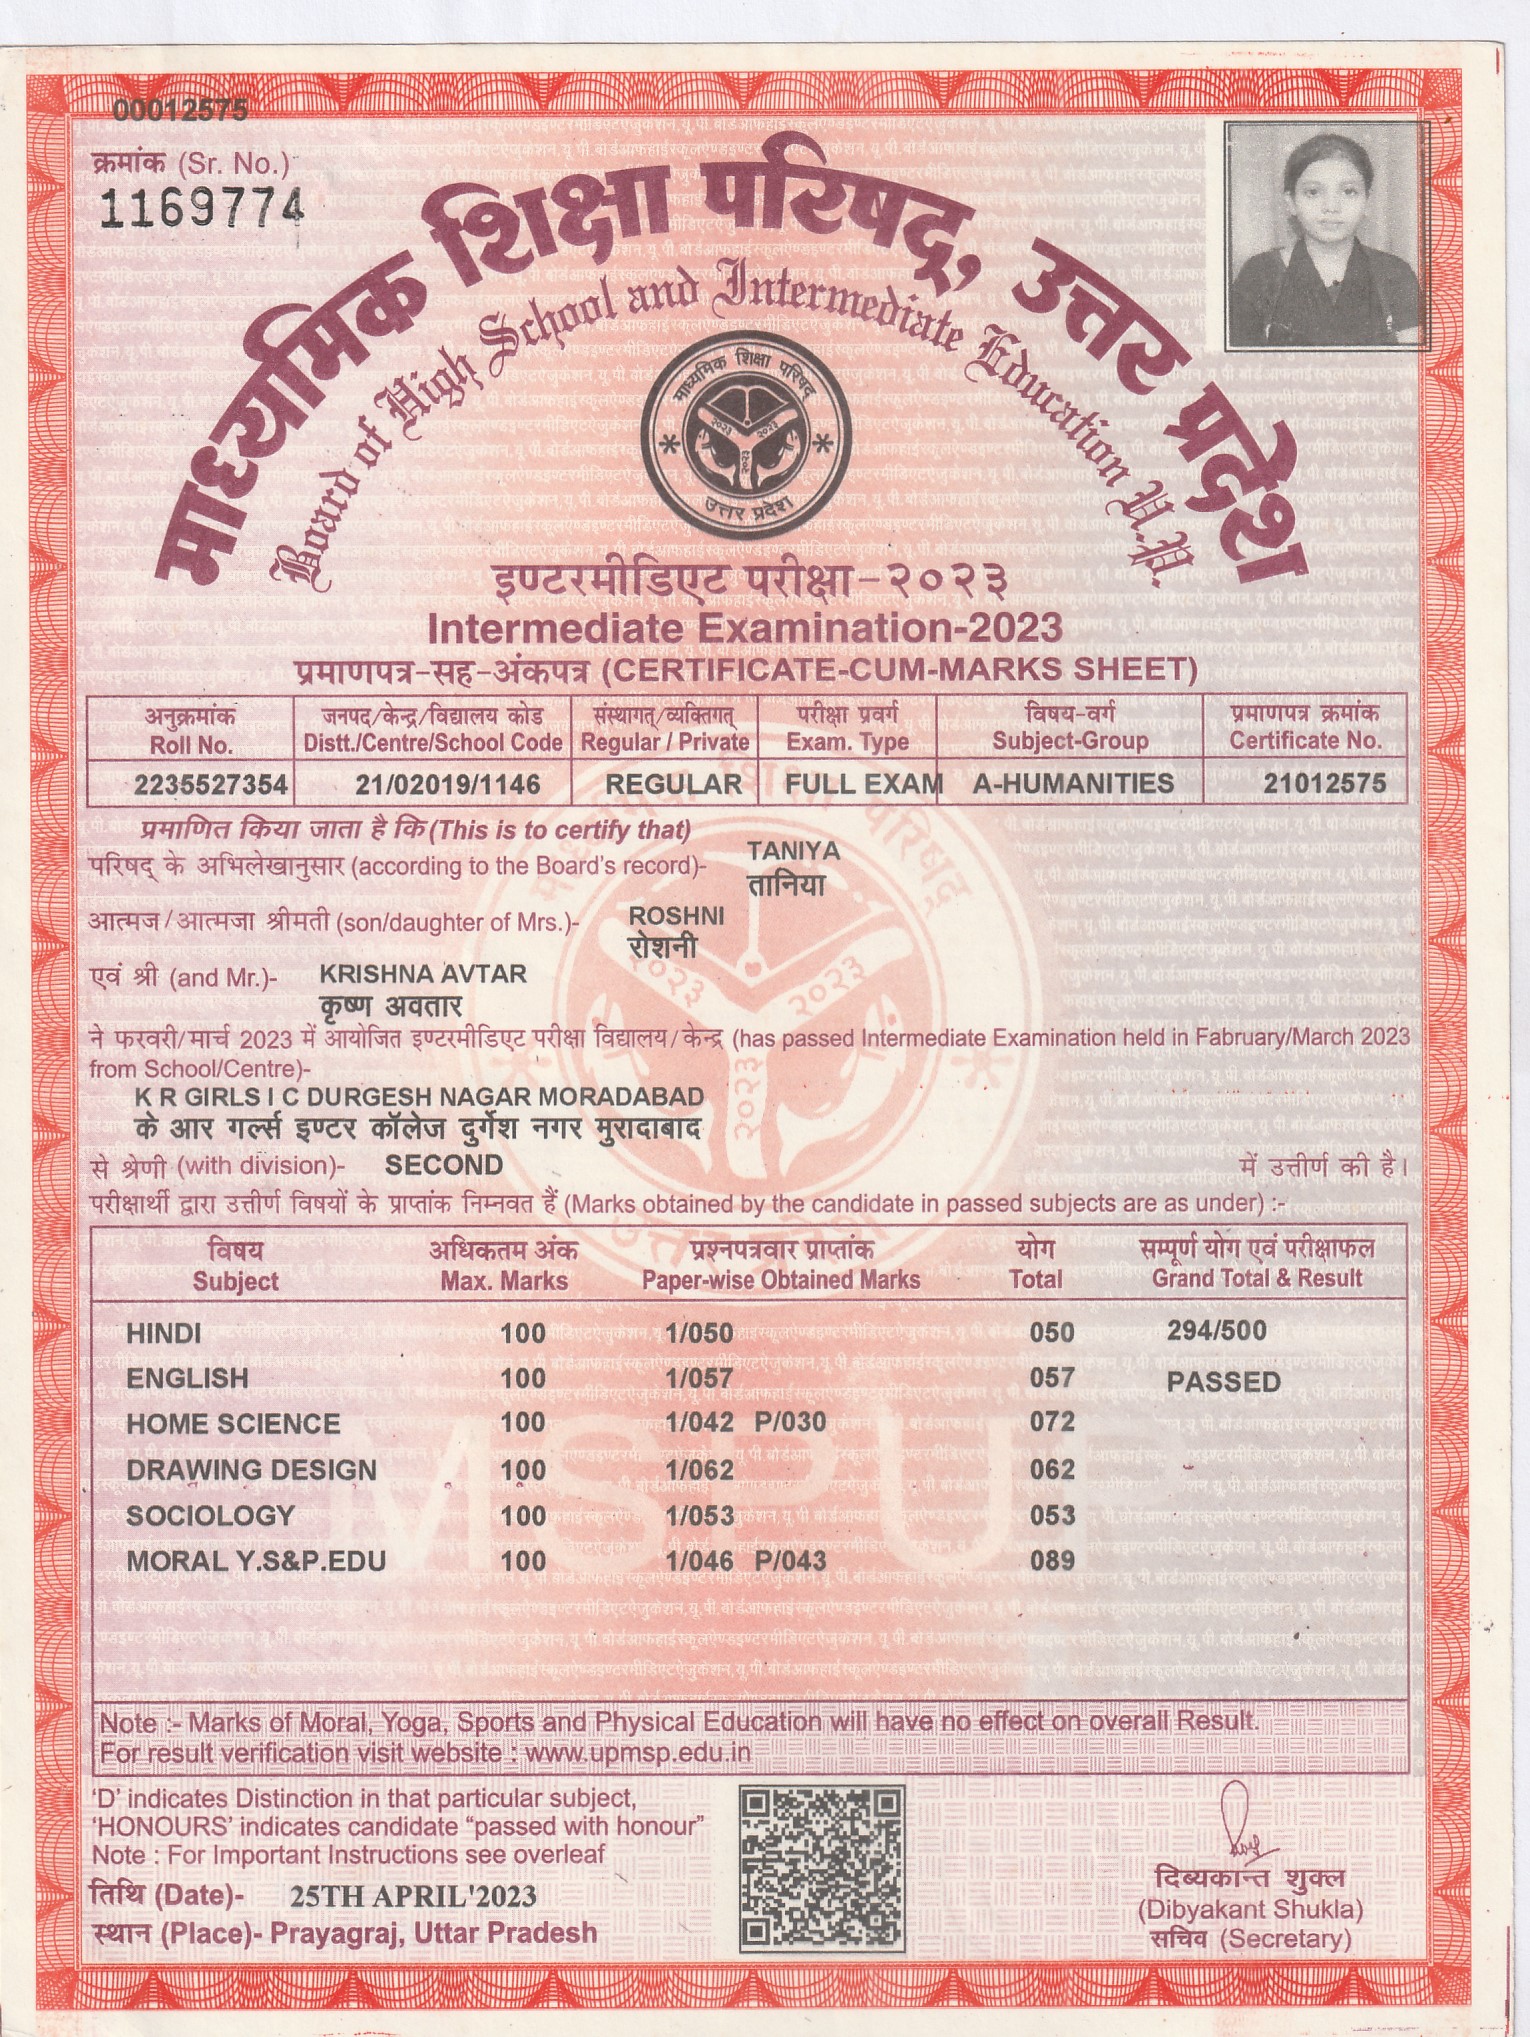 00012575
क्रमांक (Sr. No.)
1169774
माध्यमिक शिक्षा परिषद्, उत्तर प्रदेश
Board of High School and Intermediate Education U.P.
माध्यमिक शिक्षा परिषद्
२०२३ २०२३
२०२३
उत्तर प्रदेश
इण्टरमीडिएट परीक्षा-२०२३
Intermediate Examination-2023
प्रमाणपत्र-सह-अंकपत्र (CERTIFICATE-CUM-MARKS SHEET)
अनुक्रमांक जनपद/केन्द्र/विद्यालय कोड संस्थागत्/व्यक्तिगत् परीक्षा प्रवर्ग विषय-वर्ग प्रमाणपत्र क्रमांक
Roll No. Distt./Centre/School Code Regular / Private Exam. Type Subject-Group Certificate No.
2235527354 21/02019/1146 REGULAR FULL EXAM A-HUMANITIES 21012575
प्रमाणित किया जाता है कि (This is to certify that)
परिषद् के अभिलेखानुसार (according to the Board's record)- TANIYA
तानिया
आत्मज/आत्मजा श्रीमती (son/daughter of Mrs.)- ROSHNI
रोशनी
एवं श्री (and Mr.)- KRISHNA AVTAR
कृष्ण अवतार
ने फरवरी/मार्च 2023 में आयोजित इण्टरमीडिएट परीक्षा विद्यालय/केन्द्र (has passed Intermediate Examination held in Fabruary/March 2023
from School/Centre)-
K R GIRLS I C DURGESH NAGAR MORADABAD
के आर गर्ल्स इण्टर कॉलेज दुर्गेश नगर मुरादाबाद
से श्रेणी (with division)- SECOND में उत्तीर्ण की है।
परीक्षार्थी द्वारा उत्तीर्ण विषयों के प्राप्तांक निम्नवत हैं (Marks obtained by the candidate in passed subjects are as under) :-
विषय अधिकतम अंक प्रश्नपत्रवार प्राप्तांक योग सम्पूर्ण योग एवं परीक्षाफल
Subject Max. Marks Paper-wise Obtained Marks Total Grand Total & Result
HINDI 100 1/050 050 294/500
ENGLISH 100 1/057 057 PASSED
HOME SCIENCE 100 1/042 P/030 072
DRAWING DESIGN 100 1/062 062
SOCIOLOGY 100 1/053 053
MORAL Y.S&P.EDU 100 1/046 P/043 089
Note :- Marks of Moral, Yoga, Sports and Physical Education will have no effect on overall Result.
For result verification visit website : www.upmsp.edu.in
'D' indicates Distinction in that particular subject,
'HONOURS' indicates candidate "passed with honour"
Note : For Important Instructions see overleaf
तिथि (Date)- 25TH APRIL'2023
स्थान (Place)- Prayagraj, Uttar Pradesh
दिब्यकान्त शुक्ल
(Dibyakant Shukla)
सचिव (Secretary)